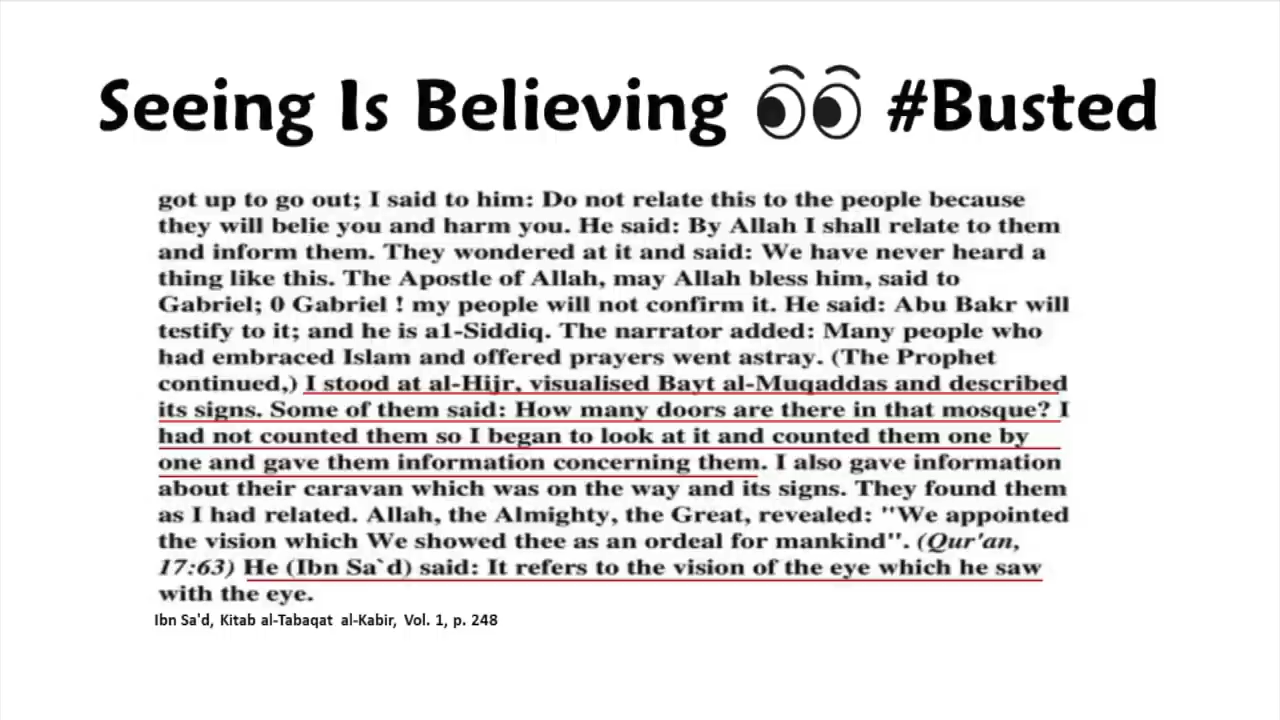 Seeing Is Believing 👀 #Busted
got up to go out; I said to him: Do not relate this to the people because
they will belie you and harm you. He said: By Allah I shall relate to them
and inform them. They wondered at it and said: We have never heard a
thing like this. The Apostle of Allah, may Allah bless him, said to
Gabriel; 0 Gabriel ! my people will not confirm it. He said: Abu Bakr will
testify to it; and he is a1-Siddiq. The narrator added: Many people who
had embraced Islam and offered prayers went astray. (The Prophet
continued,) I stood at al-Hijr, visualised Bayt al-Muqaddas and described
its signs. Some of them said: How many doors are there in that mosque? I
had not counted them so I began to look at it and counted them one by
one and gave them information concerning them. I also gave information
about their caravan which was on the way and its signs. They found them
as I had related. Allah, the Almighty, the Great, revealed: "We appointed
the vision which We showed thee as an ordeal for mankind". (Qur'an,
17:63) He (Ibn Sa`d) said: It refers to the vision of the eye which he saw
with the eye.
Ibn Sa'd, Kitab al-Tabaqat al-Kabir, Vol. 1, p. 248